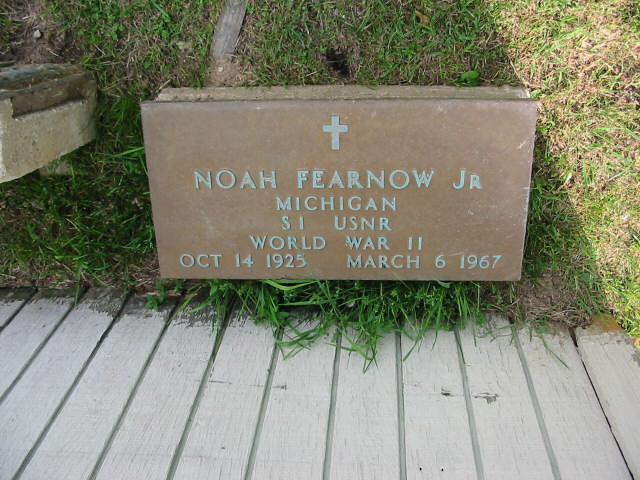 NOAH FEARNOW JR
MICHIGAN
S1 USNR
WORLD WAR II
OCT 14 1925 MARCH 6 1967